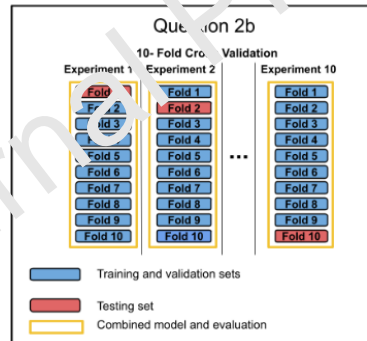 Question 2b
10- Fold Cross Validation
Experiment 1 Experiment 2 Experiment 10
Fold Fold 1 Fold 1
Fold 2 Fold 2 Fold 2
Fold 3 Fold 3 Fold 3
Fold 4 Fold 4
Fold 5 Fold 5 Fold 5
Fold 6 Fold 6 Fold 6
Fold 7 Fold 7 Fold 7
Fold 8 Fold 8 Fold 8
Fold 9 Fold 9 Fold 9
Fold 10 Fold 10 Fold 10
...
Training and validation sets
Testing set
Combined model and evaluation